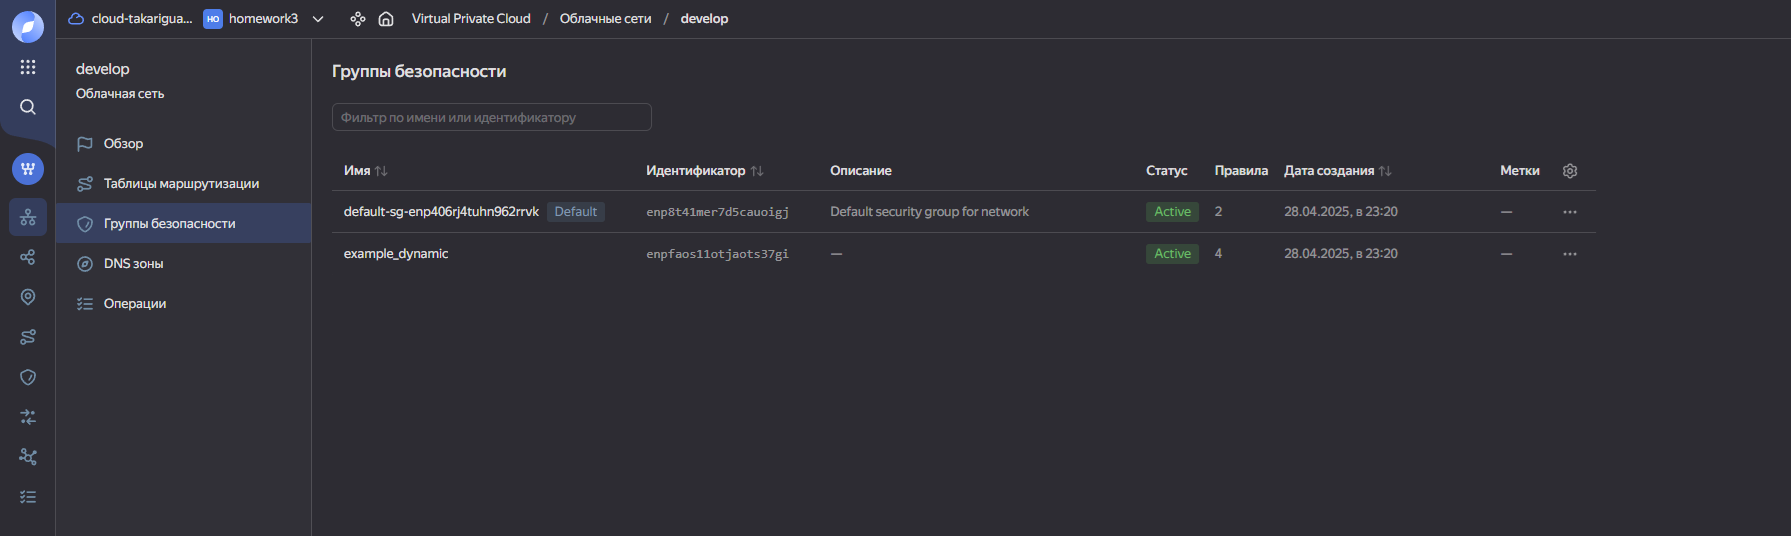 cloud-takarigua... HO homework3 Virtual Private Cloud / Облачные сети / develop
develop
Облачная сеть
Обзор
Таблицы маршрутизации
Группы безопасности
DNS зоны
Операции
Группы безопасности
Фильтр по имени или идентификатору
Имя Идентификатор Описание Статус Правила Дата создания Метки
default-sg-enp406rj4tuhn962rrvk Default enp8t41mer7d5cauoigj Default security group for network Active 2 28.04.2025, в 23:20 —
example_dynamic enpfaos11otjaots37gi — Active 4 28.04.2025, в 23:20 —